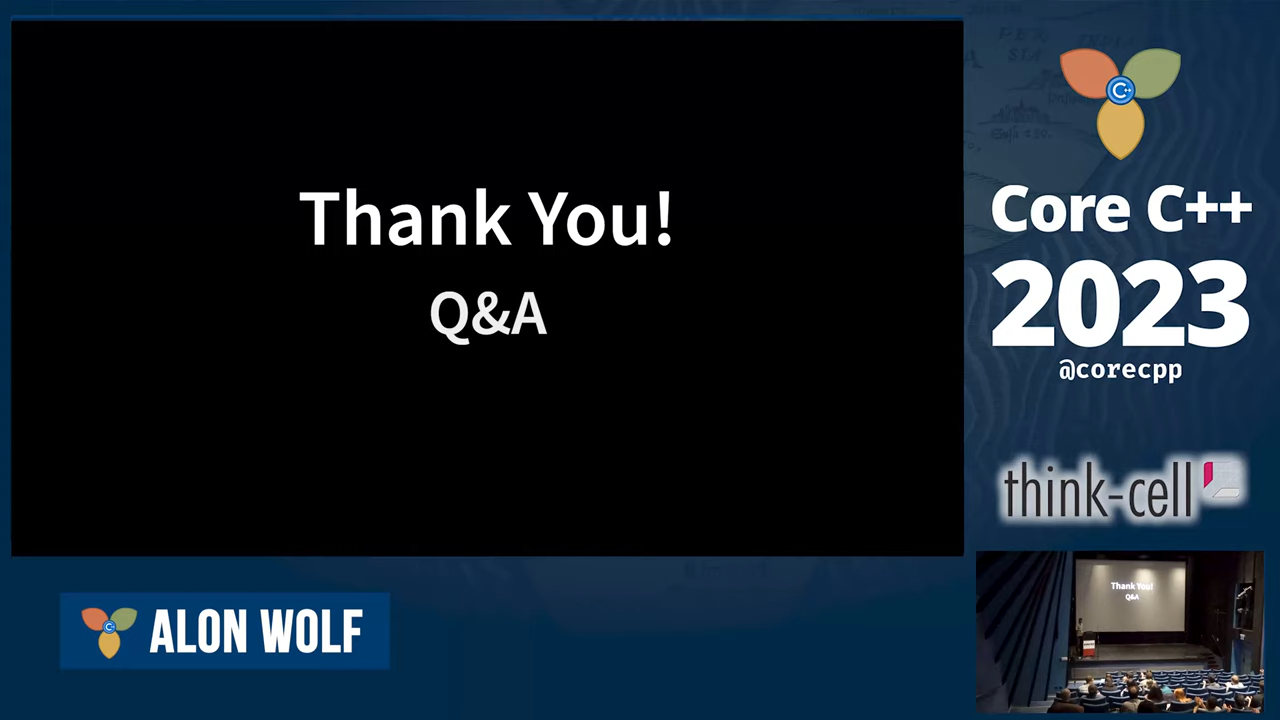 Thank You!
Q&A
ALON WOLF
C++
Core C++
2023
@corecpp
think-cell
Thank You!
Q&A